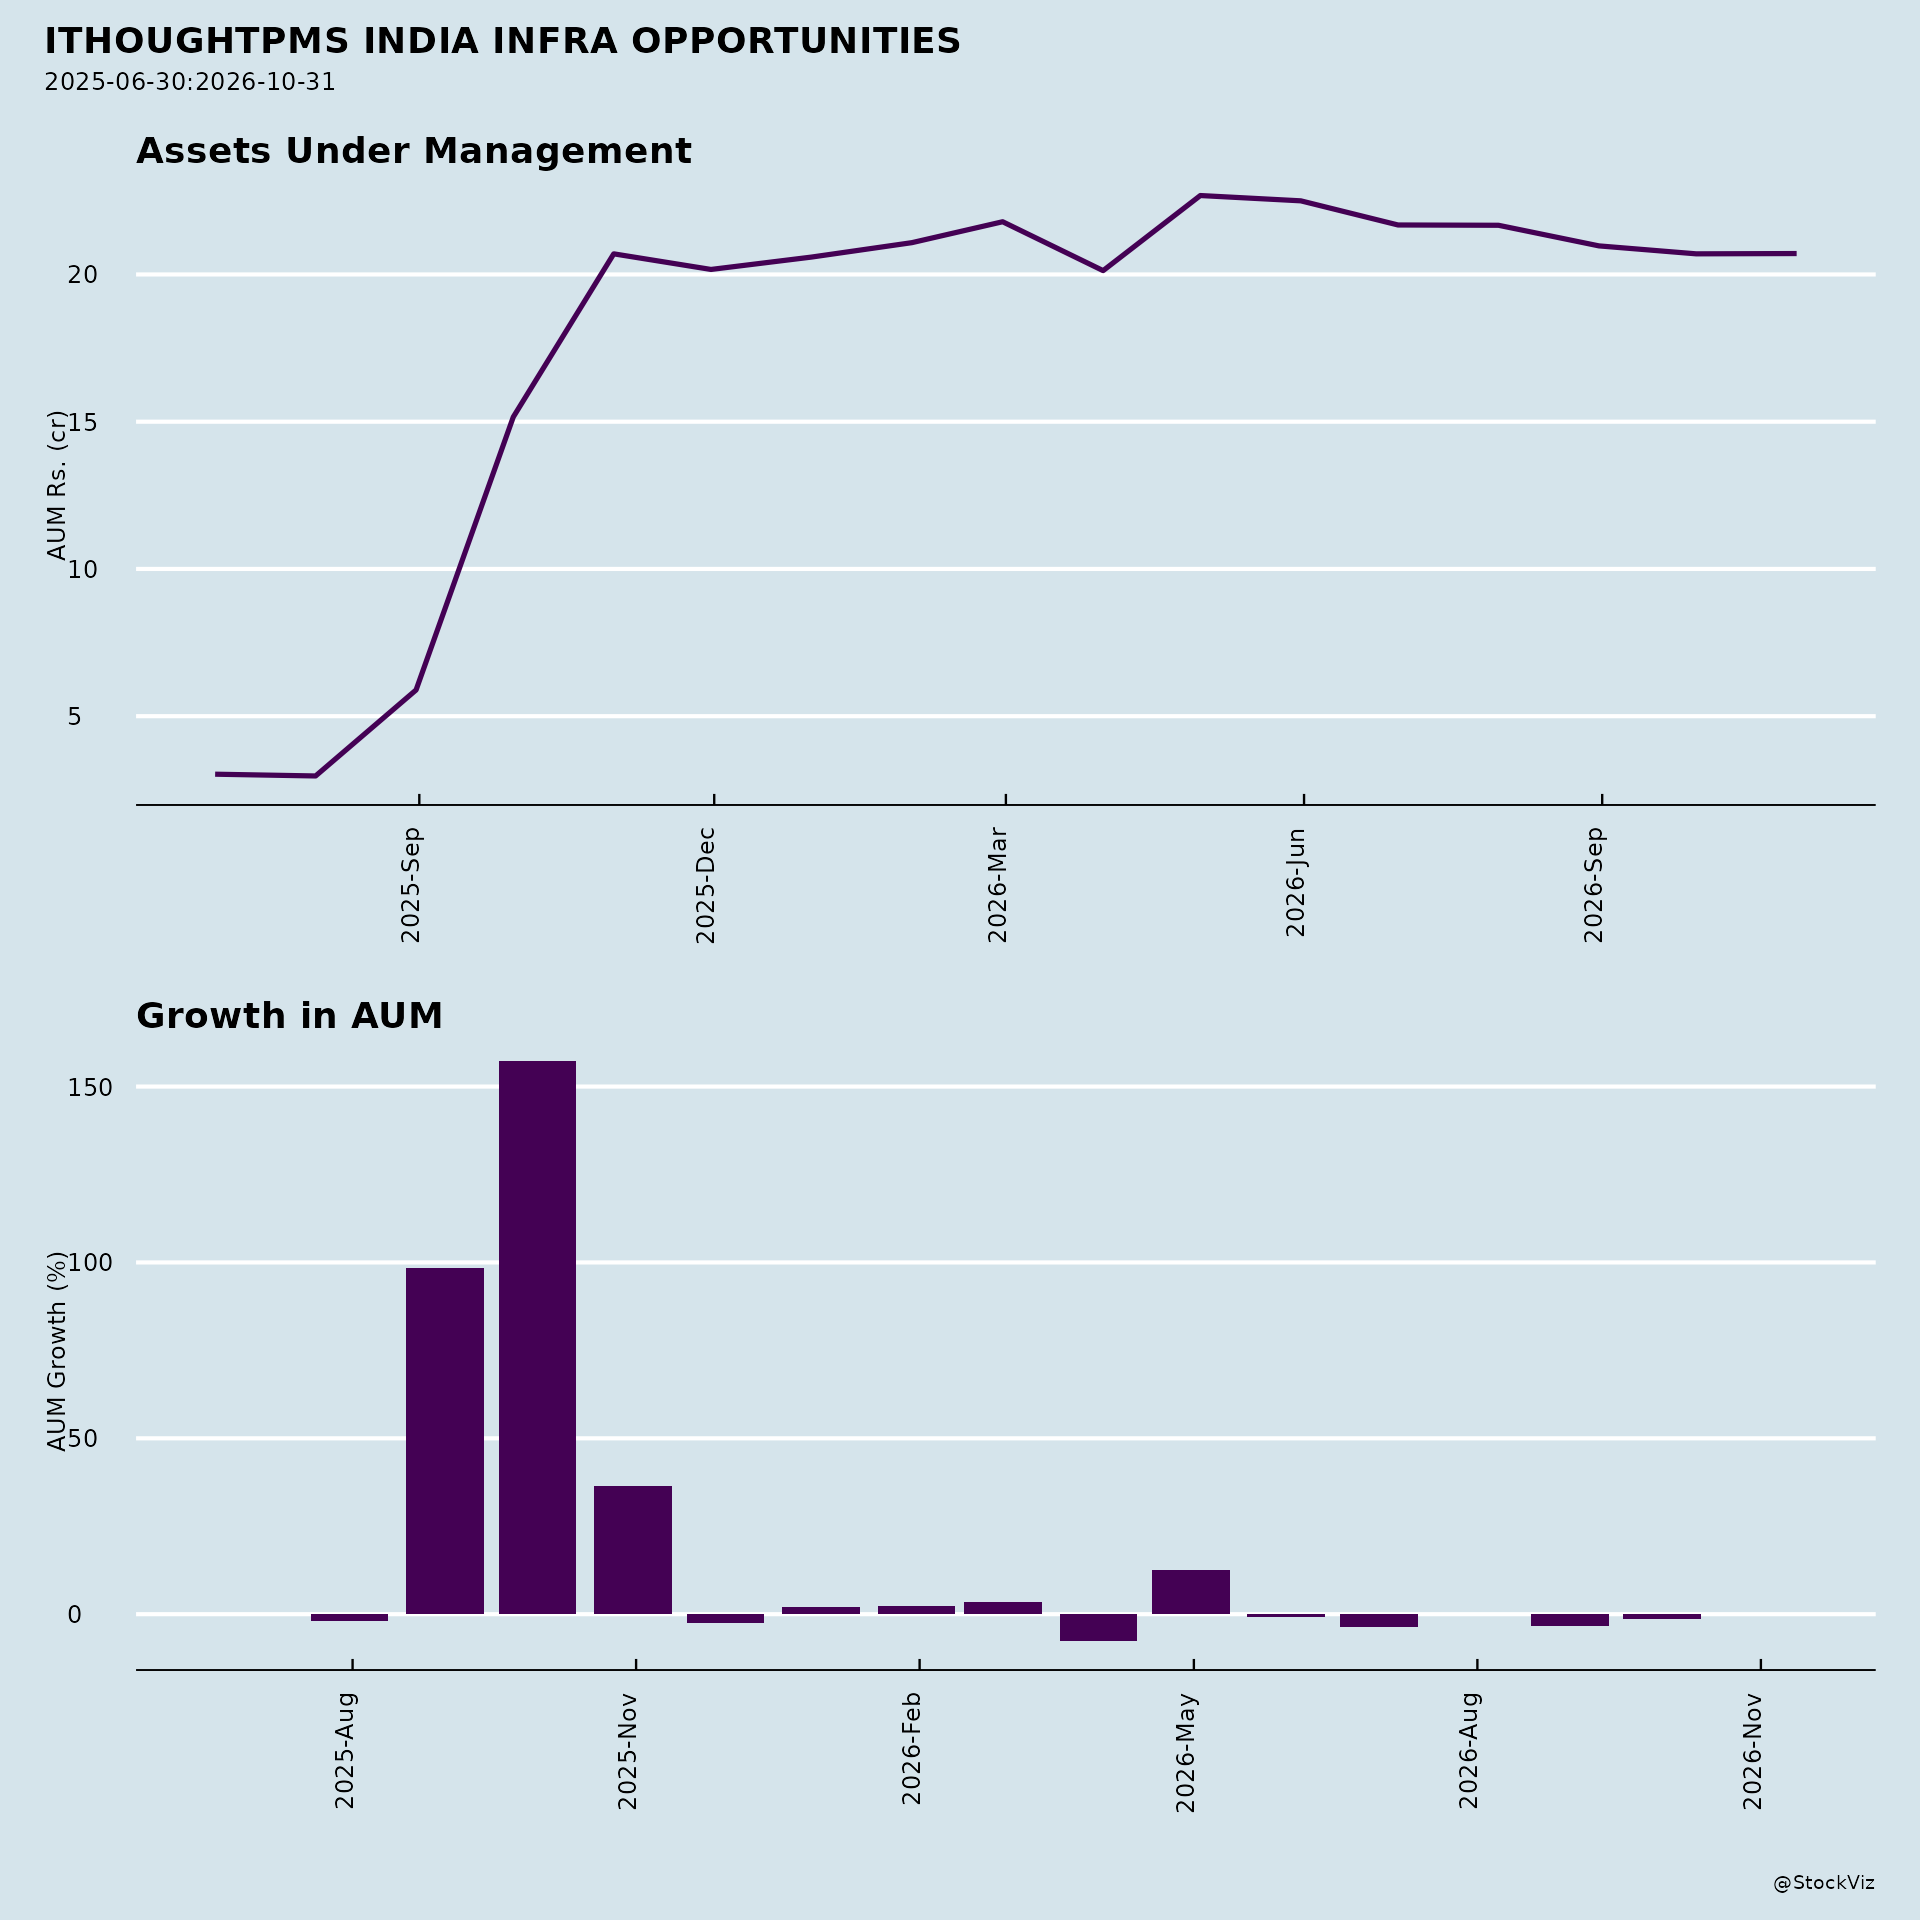 ITHOUGHTPMS INDIA INFRA OPPORTUNITIES
2025-06-30:2026-10-31
Assets Under Management
AUM Rs. (cr)
20
15
10
5
2025-Sep
2025-Dec
2026-Mar
2026-Jun
2026-Sep
Growth in AUM
AUM Growth (%)
150
100
50
0
2025-Aug
2025-Nov
2026-Feb
2026-May
2026-Aug
2026-Nov
@StockViz